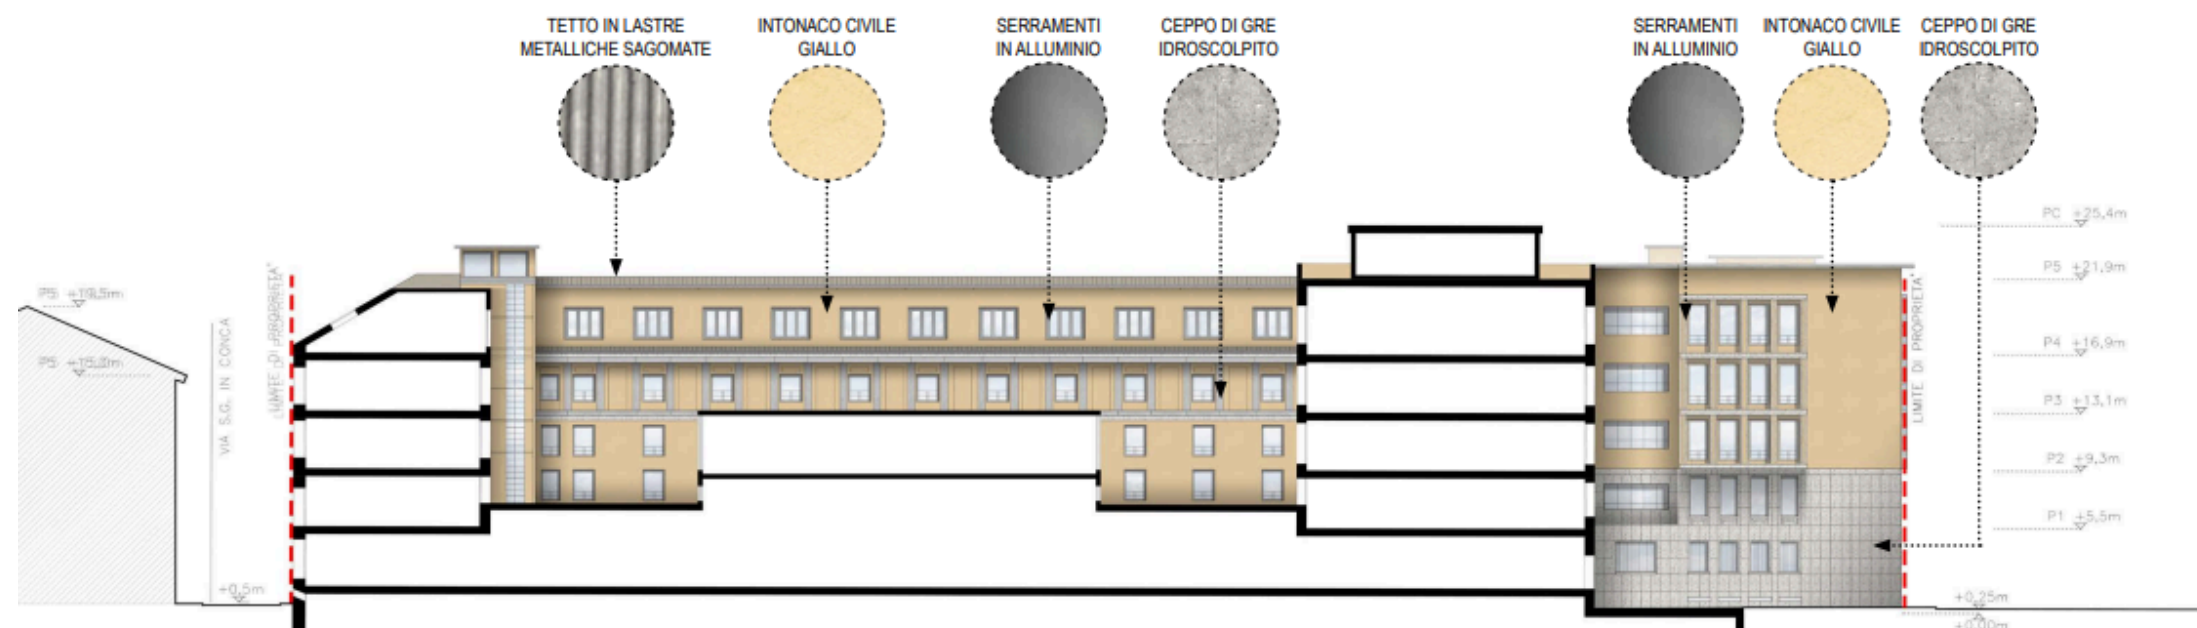 TETTO IN LASTRE
METALLICHE SAGOMATE
INTONACO CIVILE
GIALLO
SERRAMENTI
IN ALLUMINIO
CEPPO DI GRE
IDROSCOLPITO
SERRAMENTI
IN ALLUMINIO
INTONACO CIVILE
GIALLO
CEPPO DI GRE
IDROSCOLPITO
PC +25,4m
P5 +21,9m
P4 +16,9m
P3 +13,1m
P2 +9,3m
P1 +5,5m
+0,25m
+0,00m
P5 +19,5m
VIA S.G. IN CONCA
LIMITE DI PROPRIETA'
+0,5m
LIMITE DI PROPRIETA'